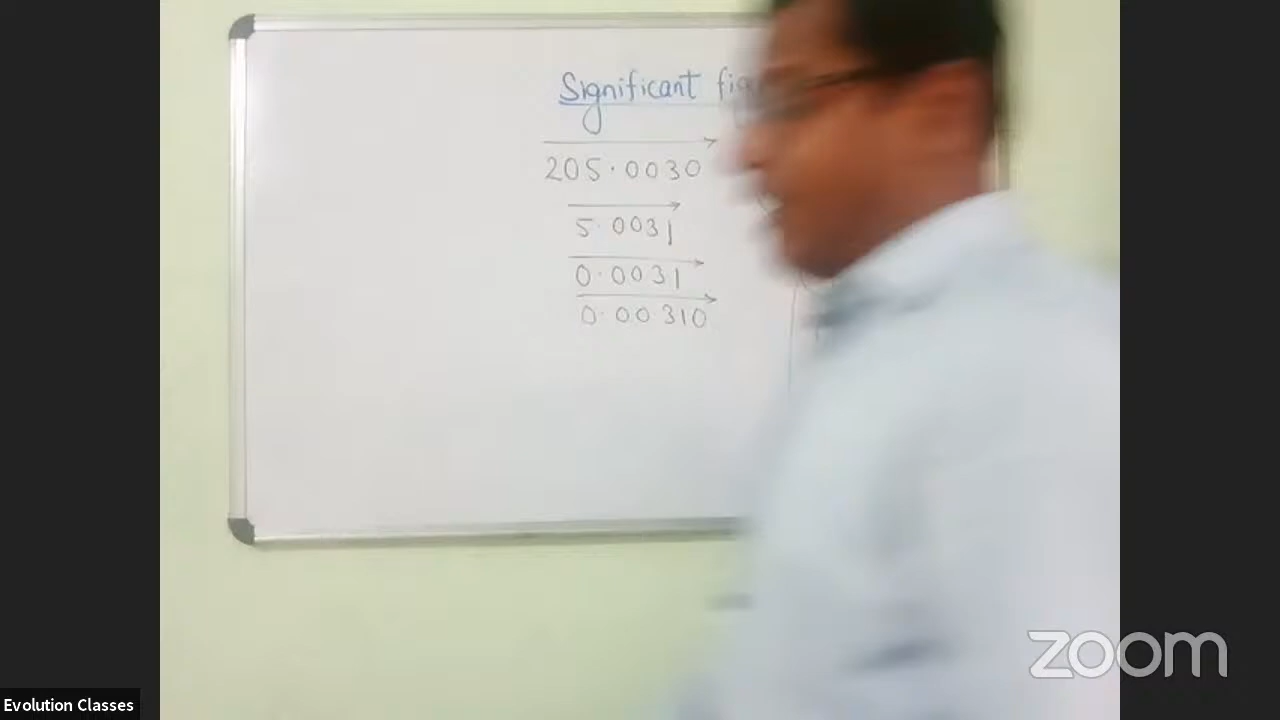 Significant
205.0030
5.0031
0.0031
0.00310
zoom
Evolution Classes